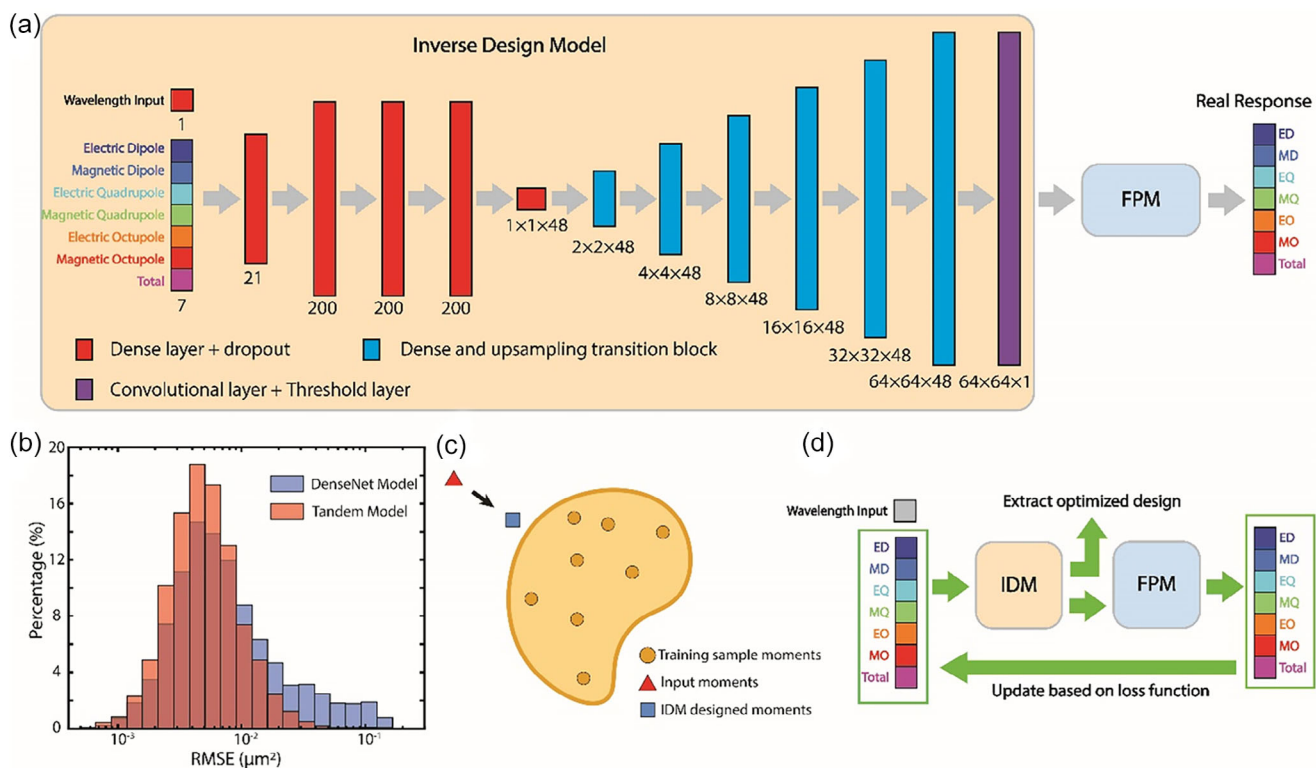 (a)
Inverse Design Model
Wavelength Input
1
Electric Dipole
Magnetic Dipole
Electric Quadrupole
Magnetic Quadrupole
Electric Octupole
Magnetic Octupole
Total
7
21
200
200
200
1×1×48
2×2×48
4×4×48
8×8×48
16×16×48
32×32×48
64×64×48
64×64×1
Dense layer + dropout
Dense and upsampling transition block
Convolutional layer + Threshold layer
FPM
Real Response
ED
MD
EQ
MQ
EO
MO
Total
(b)
Percentage (%)
20
16
12
8
4
0
DenseNet Model
Tandem Model
10⁻³
10⁻²
10⁻¹
RMSE (μm²)
(c)
Training sample moments
Input moments
IDM designed moments
(d)
Wavelength Input
ED
MD
EQ
MQ
EO
MO
Total
Extract optimized design
IDM
FPM
Update based on loss function
ED
MD
EQ
MQ
EO
MO
Total